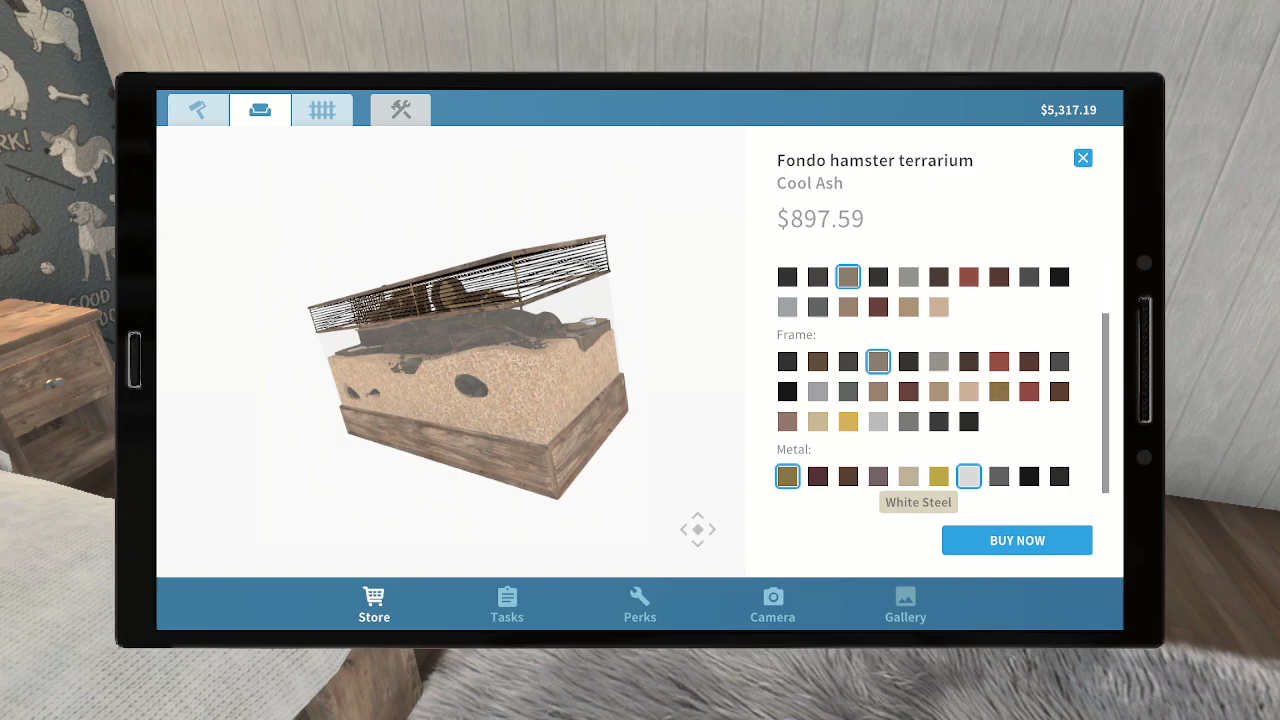 $5,317.19
Fondo hamster terrarium
Cool Ash
$897.59
Frame:
Metal:
White Steel
BUY NOW
Store
Tasks
Perks
Camera
Gallery
GOOD